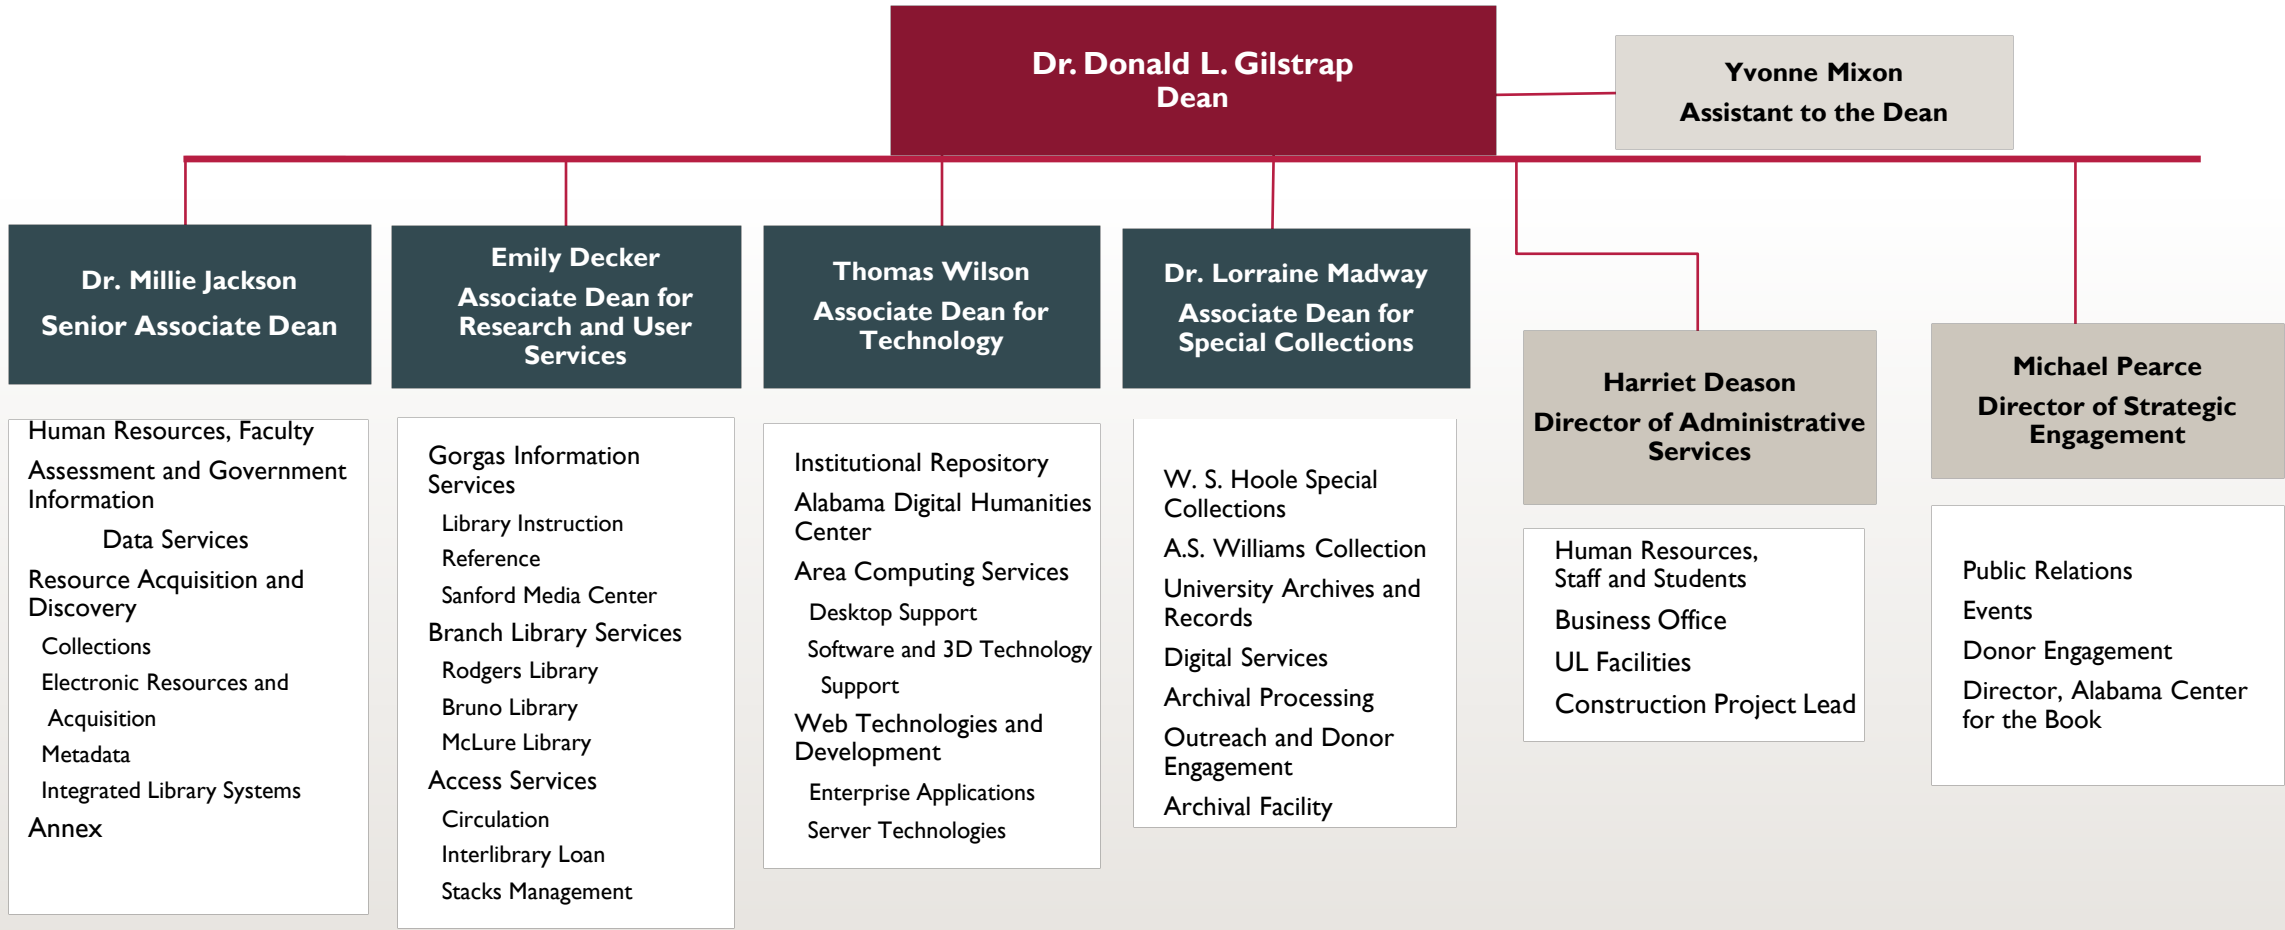 Dr. Donald L. Gilstrap
Dean
Yvonne Mixon
Assistant to the Dean
Dr. Millie Jackson
Senior Associate Dean
Human Resources, Faculty
Assessment and Government
Information
Data Services
Resource Acquisition and
Discovery
Collections
Electronic Resources and
Acquisition
Metadata
Integrated Library Systems
Annex
Emily Decker
Associate Dean for
Research and User
Services
Gorgas Information
Services
Library Instruction
Reference
Sanford Media Center
Branch Library Services
Rodgers Library
Bruno Library
McLure Library
Access Services
Circulation
Interlibrary Loan
Stacks Management
Thomas Wilson
Associate Dean for
Technology
Institutional Repository
Alabama Digital Humanities
Center
Area Computing Services
Desktop Support
Software and 3D Technology
Support
Web Technologies and
Development
Enterprise Applications
Server Technologies
Dr. Lorraine Madway
Associate Dean for
Special Collections
W. S. Hoole Special
Collections
A.S. Williams Collection
University Archives and
Records
Digital Services
Archival Processing
Outreach and Donor
Engagement
Archival Facility
Harriet Deason
Director of Administrative
Services
Human Resources,
Staff and Students
Business Office
UL Facilities
Construction Project Lead
Michael Pearce
Director of Strategic
Engagement
Public Relations
Events
Donor Engagement
Director, Alabama Center
for the Book